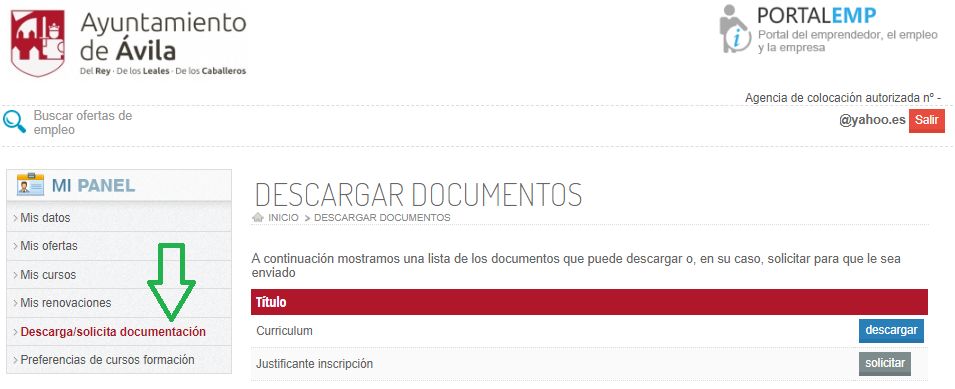 Ayuntamiento
de Ávila
Del Rey · De los Leales · De los Caballeros
PORTALEMP
Portal del emprendedor, el empleo
y la empresa
Agencia de colocación autorizada nº -
Buscar ofertas de
empleo
@yahoo.es Salir
MI PANEL
Mis datos
Mis ofertas
Mis cursos
Mis renovaciones
Descarga/solicita documentación
Preferencias de cursos formación
DESCARGAR DOCUMENTOS
INICIO > DESCARGAR DOCUMENTOS
A continuación mostramos una lista de los documentos que puede descargar o, en su caso, solicitar para que le sea
enviado
Título
Curriculum descargar
Justificante inscripción solicitar